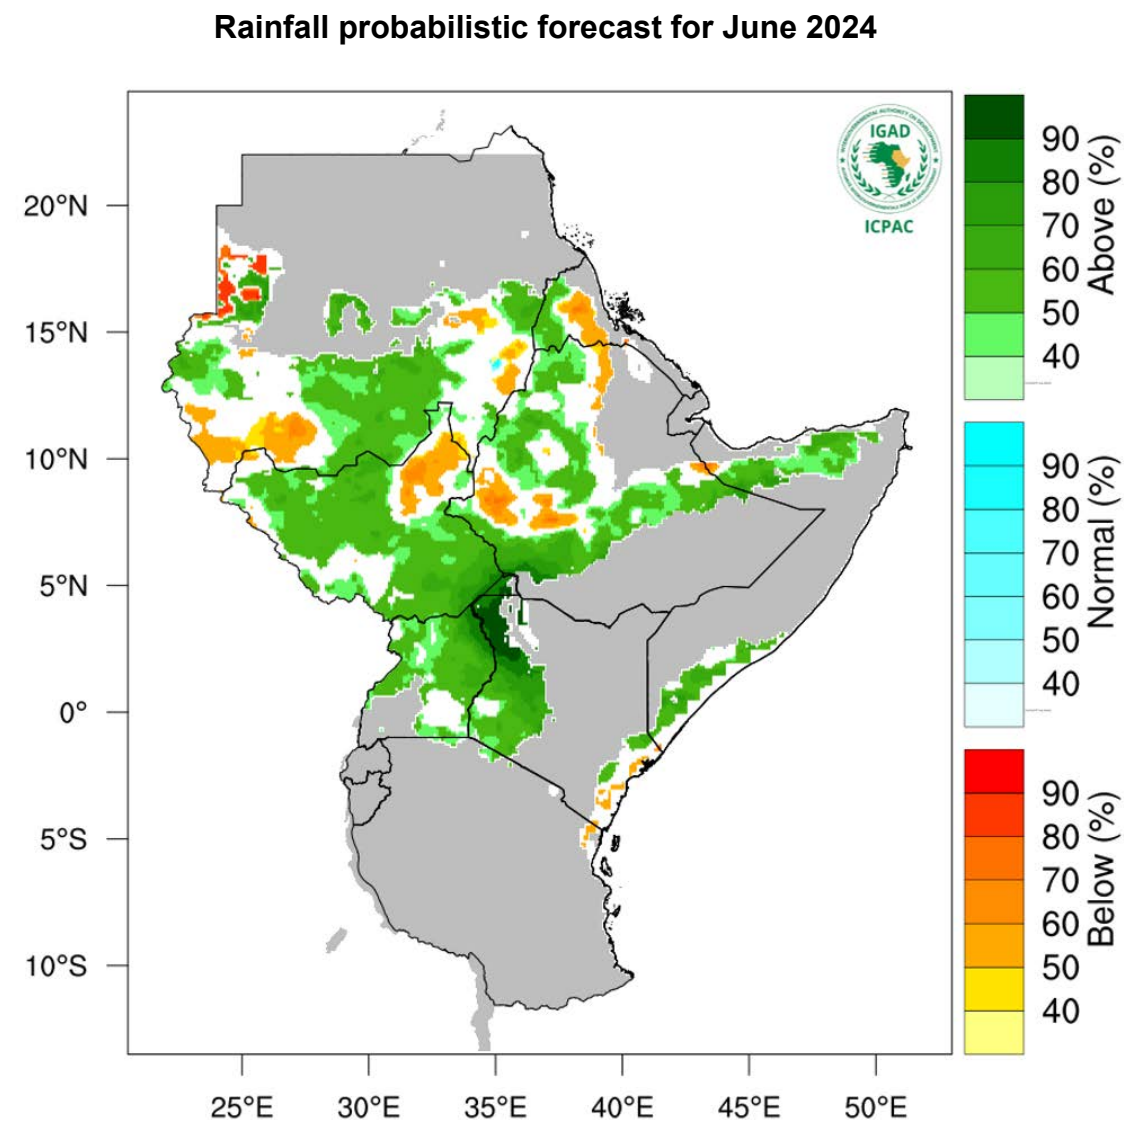 Rainfall probabilistic forecast for June 2024
IGAD
ICPAC
20°N
15°N
10°N
5°N
0°
5°S
10°S
25°E
30°E
35°E
40°E
45°E
50°E
90
80
70
60
50
40
Above (%)
90
80
70
60
50
40
Normal (%)
90
80
70
60
50
40
Below (%)